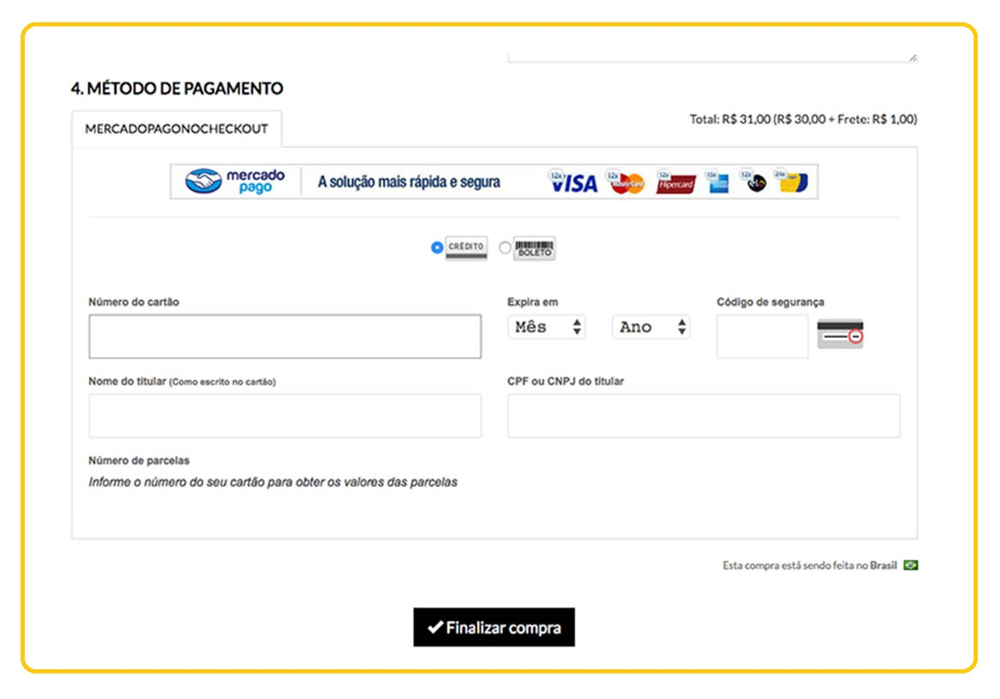 4. MÉTODO DE PAGAMENTO
MERCADOPAGONOCHECKOUT
Total: R$ 31,00 (R$ 30,00 + Frete: R$ 1,00)
mercado
pago
A solução mais rápida e segura
12x VISA 12x MasterCard 12x Hipercard 15x 12x elo 24x
CRÉDITO
BOLETO
Número do cartão
Expira em
Código de segurança
Mês
Ano
Nome do titular (Como escrito no cartão)
CPF ou CNPJ do titular
Número de parcelas
Informe o número do seu cartão para obter os valores das parcelas
Esta compra está sendo feita no Brasil
Finalizar compra